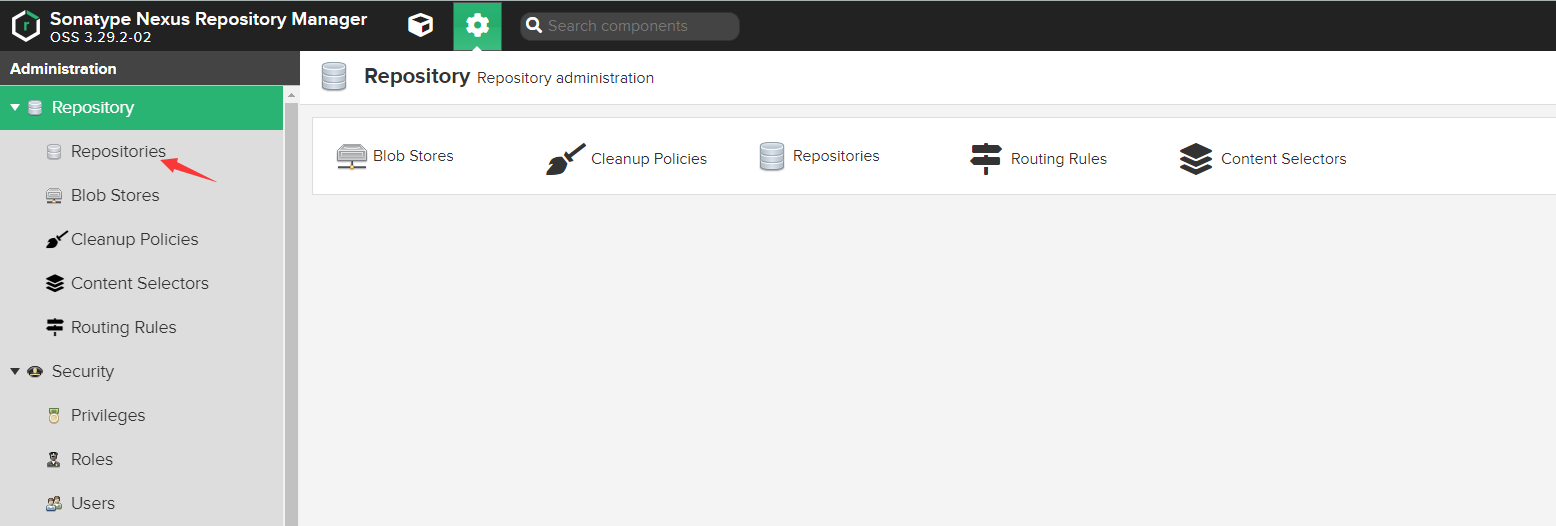 Sonatype Nexus Repository Manager
OSS 3.29.2-02
Search components
Administration
Repository
Repositories
Blob Stores
Cleanup Policies
Content Selectors
Routing Rules
Security
Privileges
Roles
Users
Repository Repository administration
Blob Stores Cleanup Policies Repositories Routing Rules Content Selectors